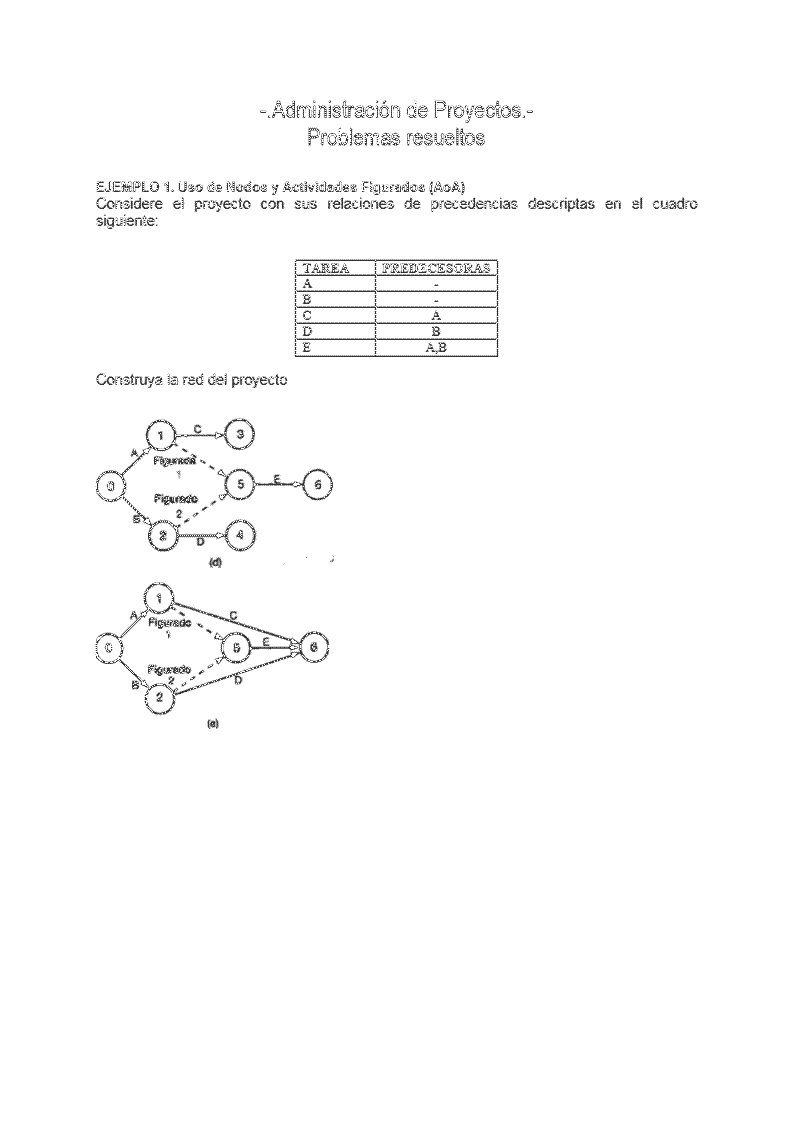 -.Administración de Proyectos.-
Problemas resueltos
EJEMPLO 1. Uso de Nodos y Actividades Figurados (AoA)
Considere el proyecto con sus relaciones de precedencias descriptas en el cuadro
siguiente:
TAREA PREDECESORAS
A -
B -
C A
D B
E A,B
Construya la red del proyecto
1 C 3
A
Figurada
1
0 5 E 6
Figurado
2
B
2 D 4
(d)
1
A C
Figurado
1
0 5 E 6
Figurado
2
B D
2
(e)